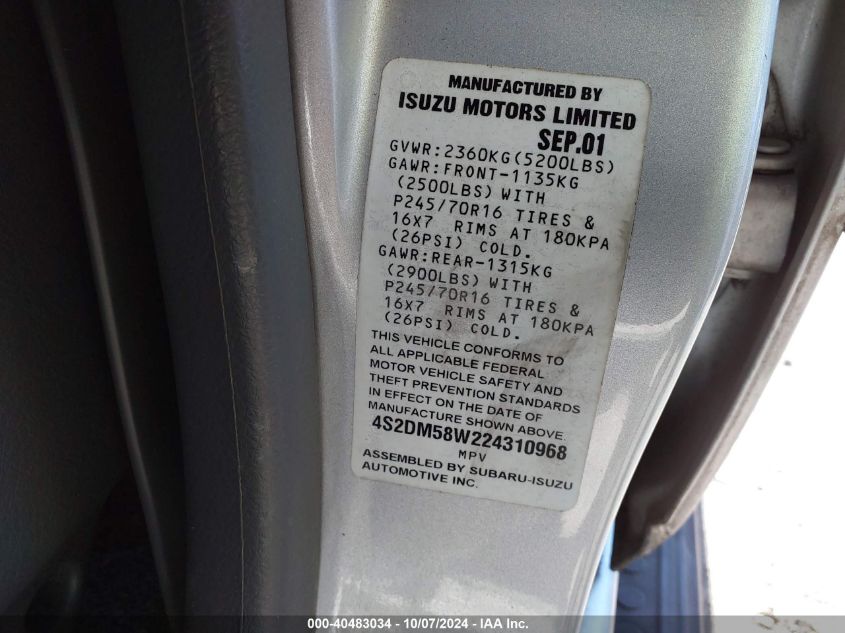 MANUFACTURED BY
ISUZU MOTORS LIMITED
SEP.01
GVWR:2360KG(5200LBS)
GAWR:FRONT-1135KG
(2500LBS) WITH
P245/70R16 TIRES &
16X7 RIMS AT 180KPA
(26PSI) COLD.
GAWR:REAR-1315KG
(2900LBS) WITH
P245/70R16 TIRES &
16X7 RIMS AT 180KPA
(26PSI) COLD.
THIS VEHICLE CONFORMS TO
ALL APPLICABLE FEDERAL
MOTOR VEHICLE SAFETY AND
THEFT PREVENTION STANDARDS
IN EFFECT ON THE DATE OF
MANUFACTURE SHOWN ABOVE.
4S2DM58W224310968
MPV
ASSEMBLED BY SUBARU-ISUZU
AUTOMOTIVE INC.
000-40483034 - 10/07/2024 - IAA Inc.